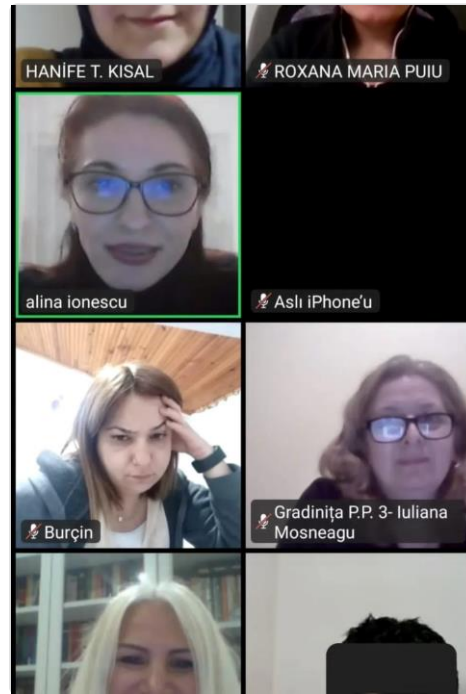 HANİFE T. KISAL
ROXANA MARIA PUIU
alina ionescu
Aslı iPhone’u
Burçin
Gradinița P.P. 3- Iuliana
Mosneagu